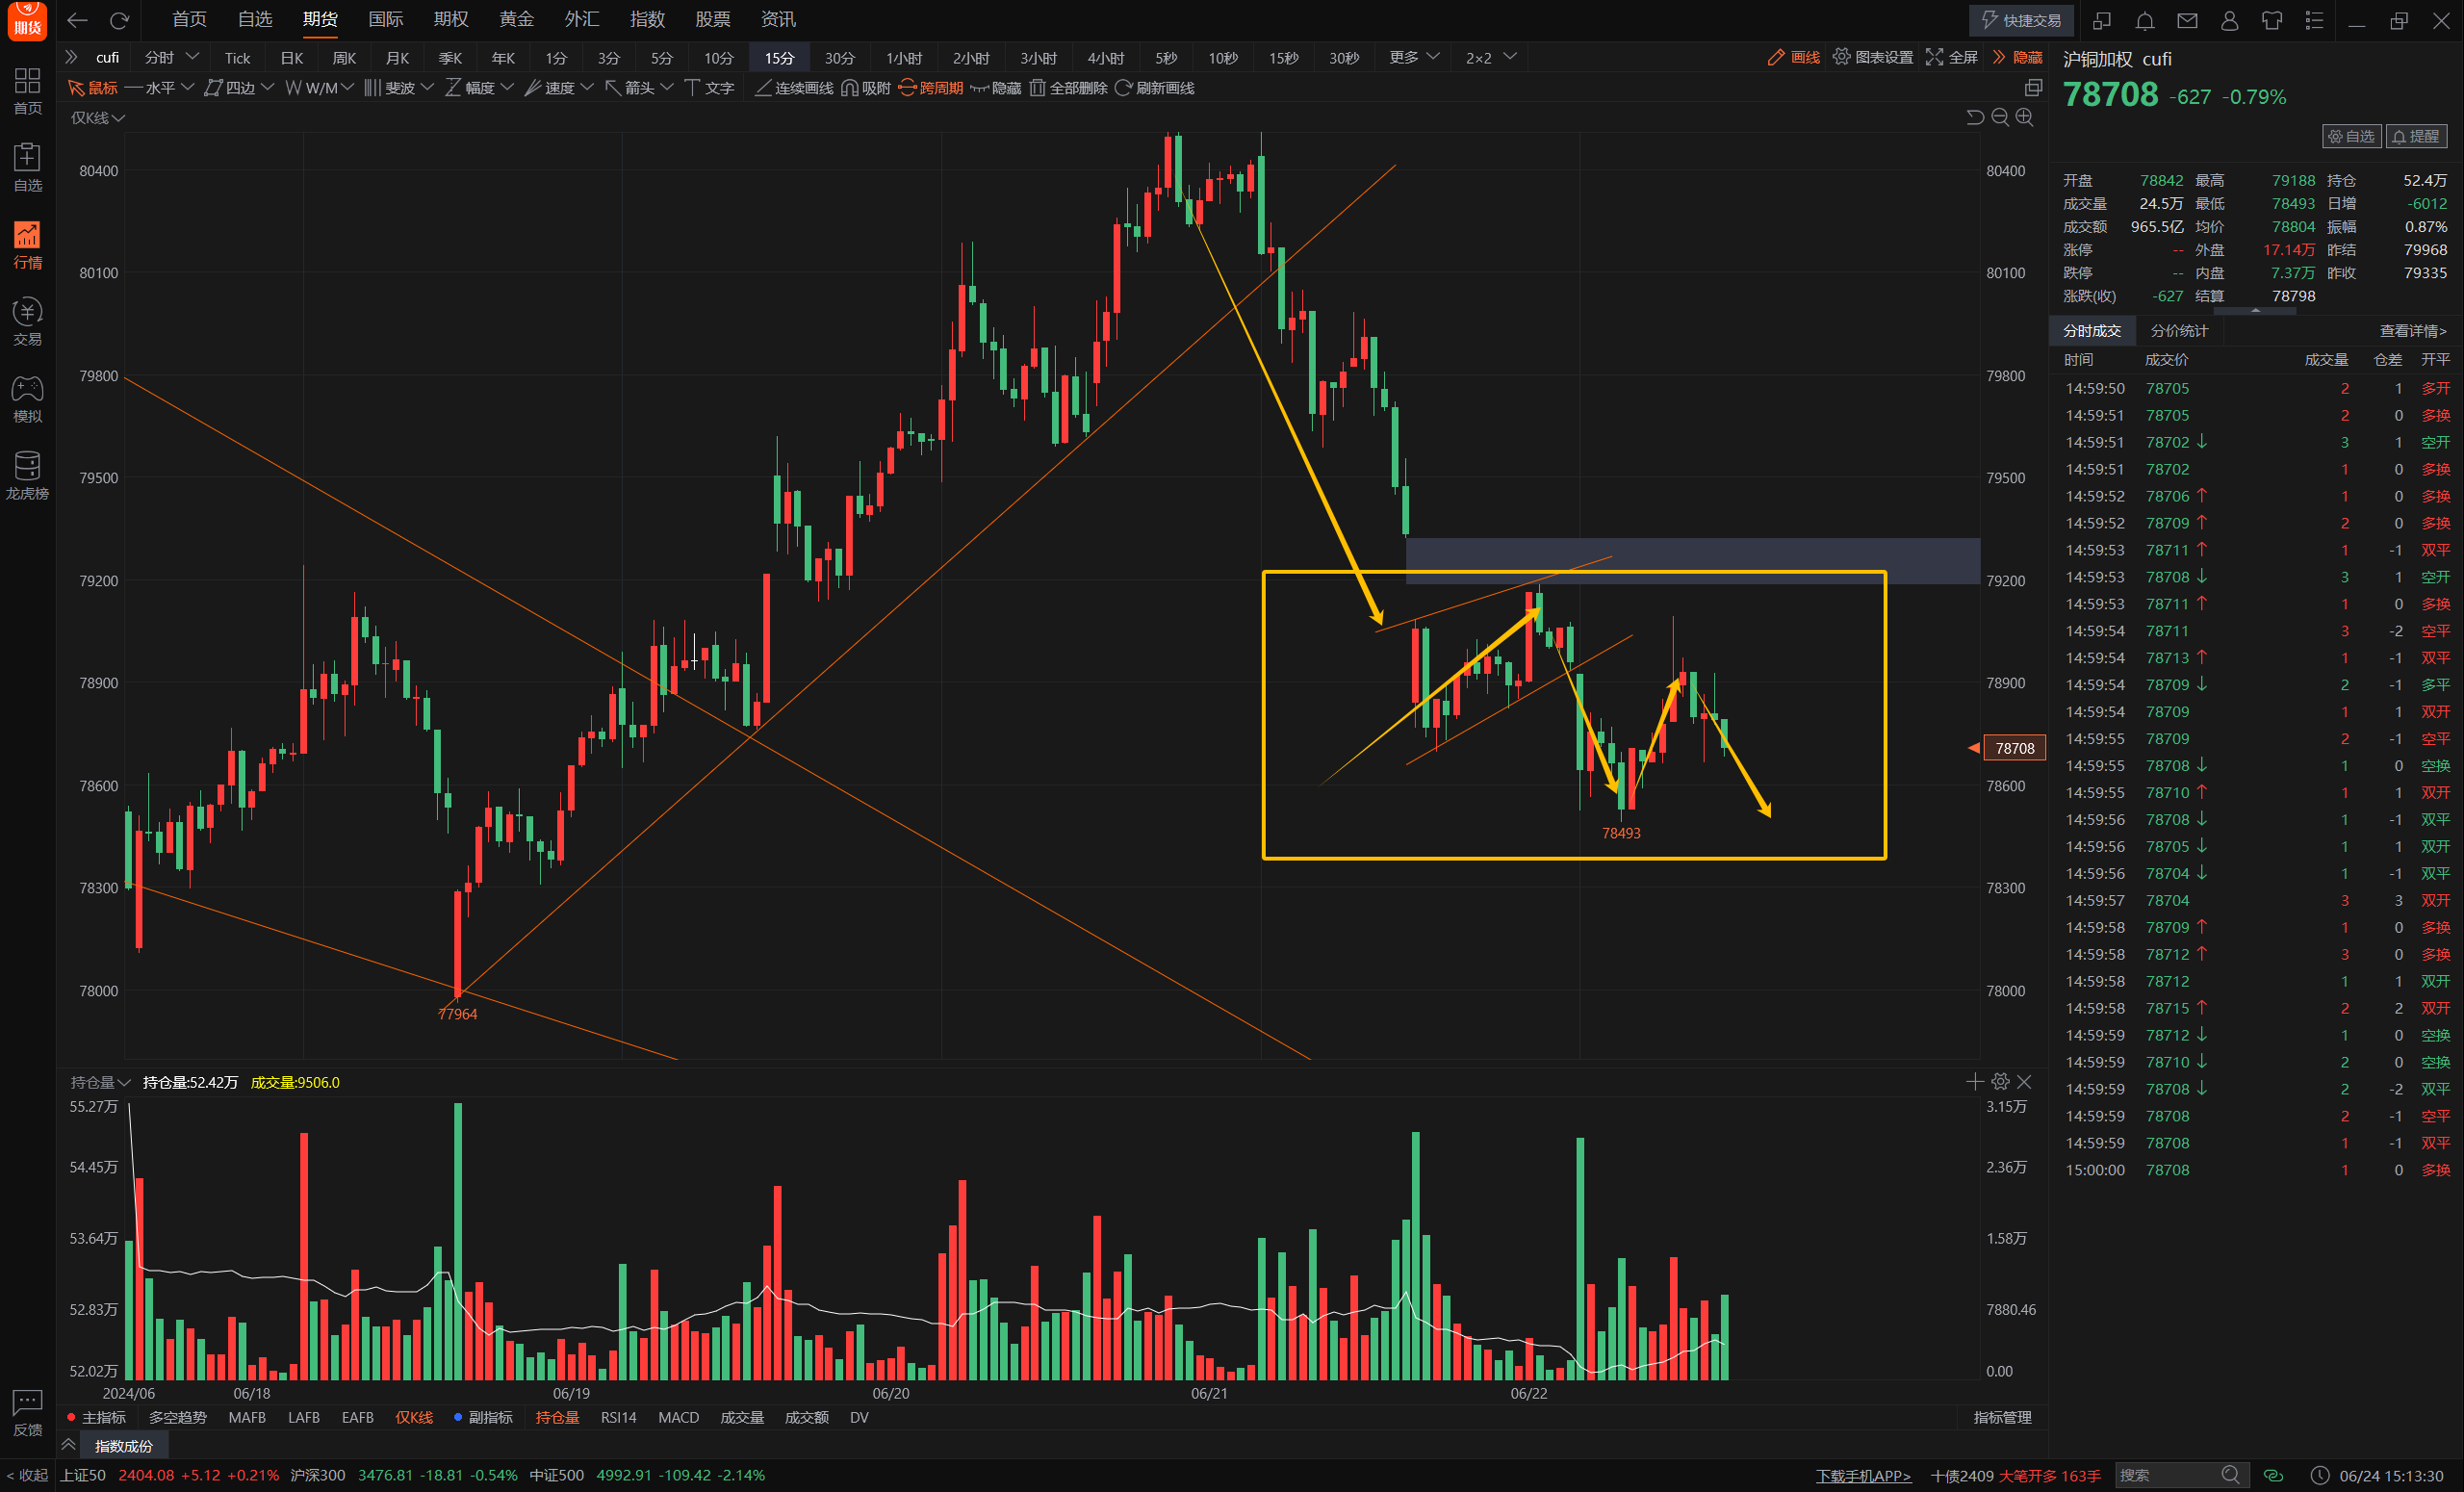 期货 首页 自选 期货 国际 期权 黄金 外汇 指数 股票 资讯 快捷交易
cufi 分时 Tick 日K 周K 月K 季K 年K 1分 3分 5分 10分 15分 30分 1小时 2小时 3小时 4小时 5秒 10秒 15秒 30秒 更多 2×2 画线 图表设置 全屏 隐藏
鼠标 水平 四边 W/M 斐波 幅度 速度 箭头 文字 连续画线 吸附 跨周期 隐藏 全部删除 刷新画线
仅K线
首页
自选
行情
交易
模拟
龙虎榜
反馈
< 收起
80400 80400
80100 80100
79800 79800
79500 79500
79200 79200
78900 78900
78708
78600 78600
78493
78300 78300
78000 78000
77964
持仓量 持仓量:52.42万 成交量:9506.0
55.27万 3.15万
54.45万 2.36万
53.64万 1.58万
52.83万 7880.46
52.02万 0.00
2024/06 06/18 06/19 06/20 06/21 06/22
主指标 多空趋势 MAFB LAFB EAFB 仅K线 副指标 持仓量 RSI14 MACD 成交量 成交额 DV 指标管理
指数成份
沪铜加权 cufi
78708 -627 -0.79%
自选 提醒
开盘 78842 最高 79188 持仓 52.4万
成交量 24.5万 最低 78493 日增 -6012
成交额 965.5亿 均价 78804 振幅 0.87%
涨停 -- 外盘 17.14万 昨结 79968
跌停 -- 内盘 7.37万 昨收 79335
涨跌(收) -627 结算 78798
分时成交 分价统计 查看详情>
时间 成交价 成交量 仓差 开平
14:59:50 78705 2 1 多开
14:59:51 78705 2 0 多换
14:59:51 78702↓ 3 1 空开
14:59:51 78702 1 0 多换
14:59:52 78706↑ 1 0 多换
14:59:52 78709↑ 2 0 多换
14:59:53 78711↑ 1 -1 双平
14:59:53 78708↓ 3 1 空开
14:59:53 78711↑ 1 0 多换
14:59:54 78711 3 -2 空平
14:59:54 78713↑ 1 -1 双平
14:59:54 78709↓ 2 -1 多平
14:59:54 78709 1 1 双开
14:59:55 78709 2 -1 空平
14:59:55 78708↓ 1 0 空换
14:59:55 78710↑ 1 1 双开
14:59:56 78708↓ 1 -1 双平
14:59:56 78705↓ 1 1 双开
14:59:56 78704↓ 1 -1 双平
14:59:57 78704 3 3 双开
14:59:58 78709↑ 1 0 多换
14:59:58 78712↑ 3 0 多换
14:59:58 78712 1 1 双开
14:59:58 78715↑ 2 2 双开
14:59:59 78712↓ 1 0 空换
14:59:59 78710↓ 2 0 空换
14:59:59 78708↓ 2 -2 双平
14:59:59 78708 2 -1 空平
14:59:59 78708 1 -1 双平
15:00:00 78708 1 0 多换
上证50 2404.08 +5.12 +0.21% 沪深300 3476.81 -18.81 -0.54% 中证500 4992.91 -109.42 -2.14% 下载手机APP> 十债2409 大笔开多 163手 搜索 06/24 15:13:30